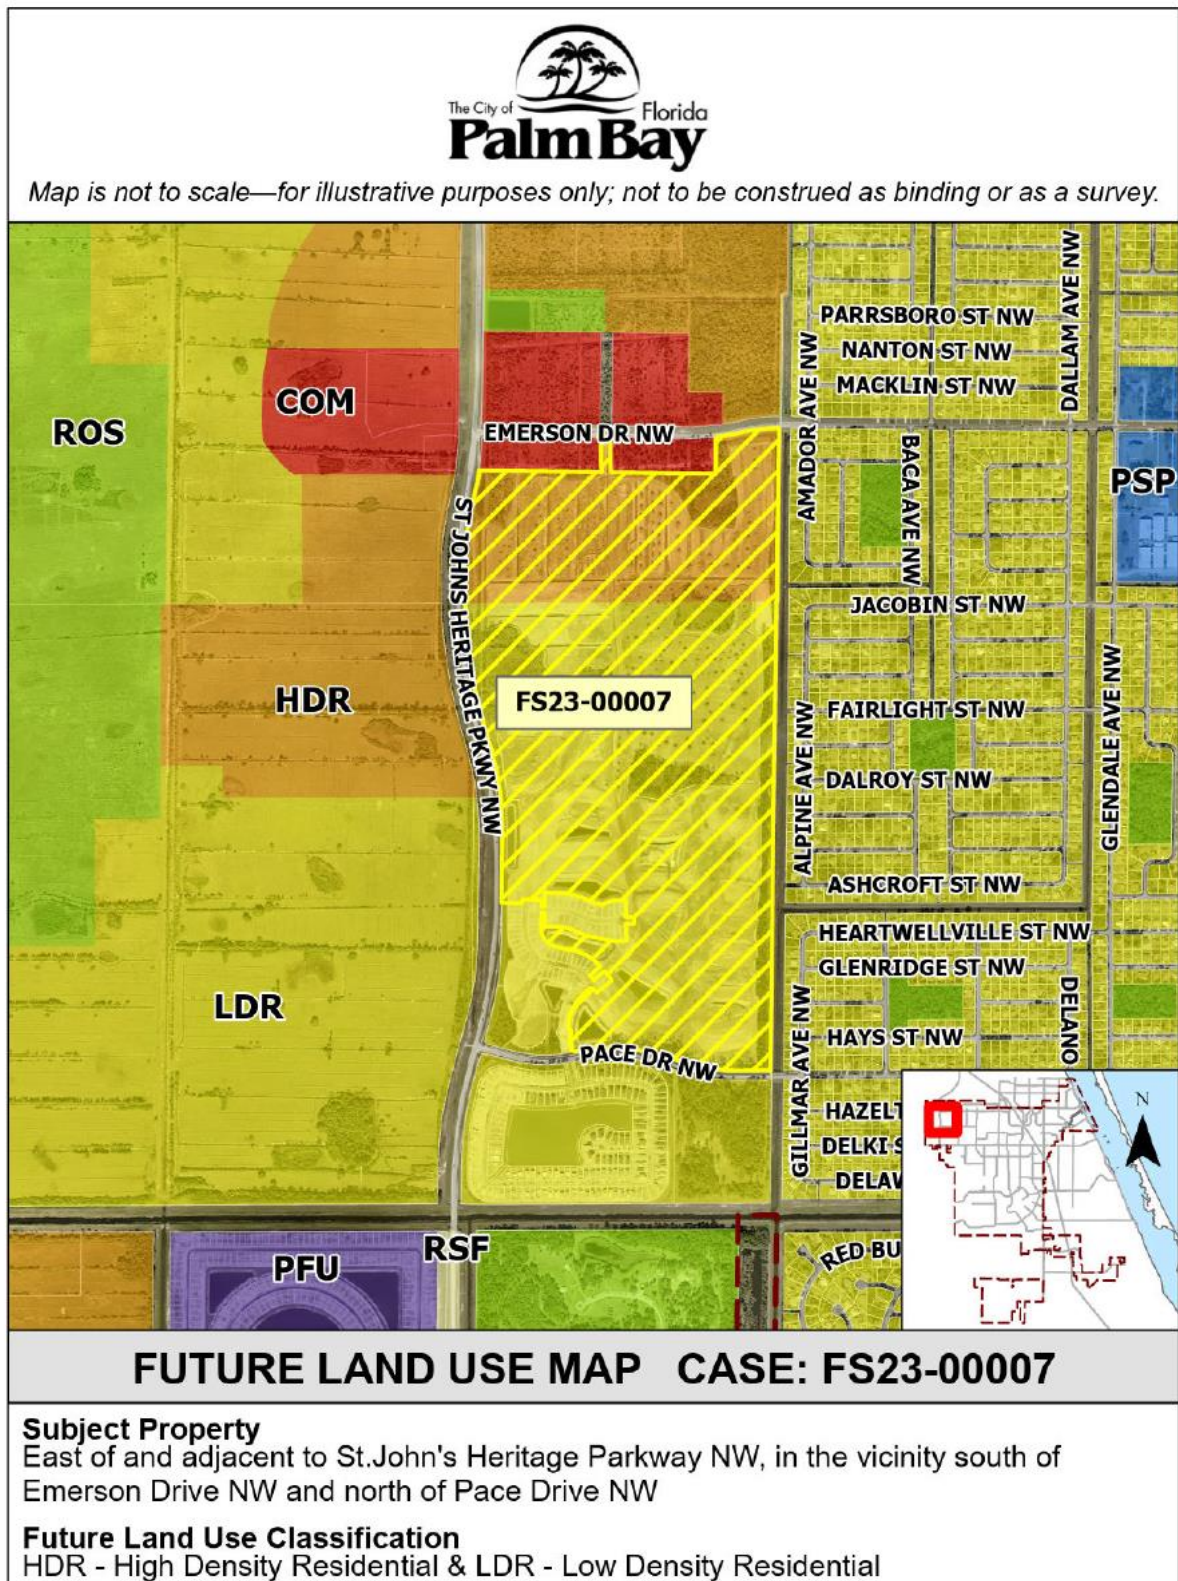 The City of Florida
Palm Bay
Map is not to scale—for illustrative purposes only; not to be construed as binding or as a survey.
PARRSBORO ST NW
NANTON ST NW
MACKLIN ST NW
DALLAM AVE NW
AMADOR AVE NW
COM
ROS
EMERSON DR NW
BACA AVE NW
PSP
ST JOHNS HERITAGE PKWY NW
JACOBIN ST NW
HDR
FS23-00007
FAIRLIGHT ST NW
GLENDALE AVE NW
DALROY ST NW
ALPINE AVE NW
ASHCROFT ST NW
HEARTWELLVILLE ST NW
GLENRIDGE ST NW
LDR
DELANO
HAYS ST NW
GILLMAR AVE NW
PACE DR NW
HAZELT
DELKI S
DELAW
N
RSF
PFU
RED BU
FUTURE LAND USE MAP CASE: FS23-00007
Subject Property
East of and adjacent to St.John's Heritage Parkway NW, in the vicinity south of
Emerson Drive NW and north of Pace Drive NW
Future Land Use Classification
HDR - High Density Residential & LDR - Low Density Residential